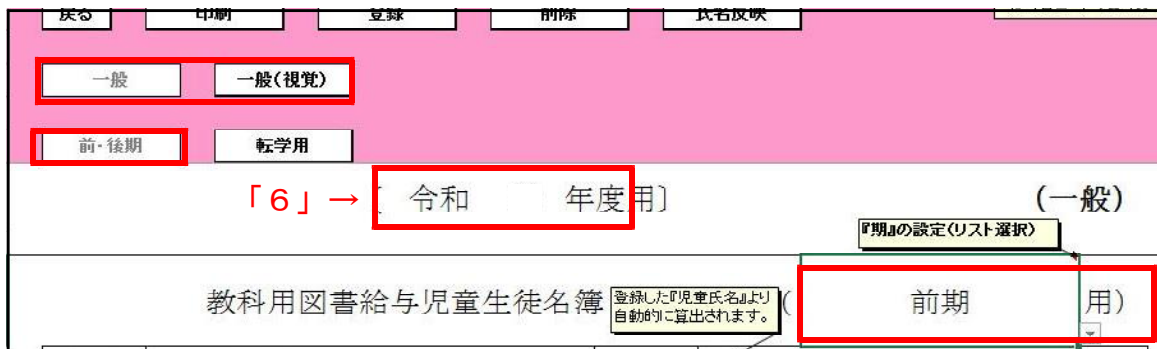 戻る 印刷 登録 削除 氏名反映
一般 一般(視覚)
前・後期 転学用
「6」→ 〔 令和 年度用〕 (一般)
『期』の設定(リスト選択)
教科用図書給与児童生徒名簿 ( 前期 用)
登録した『児童氏名』より
自動的に算出されます。